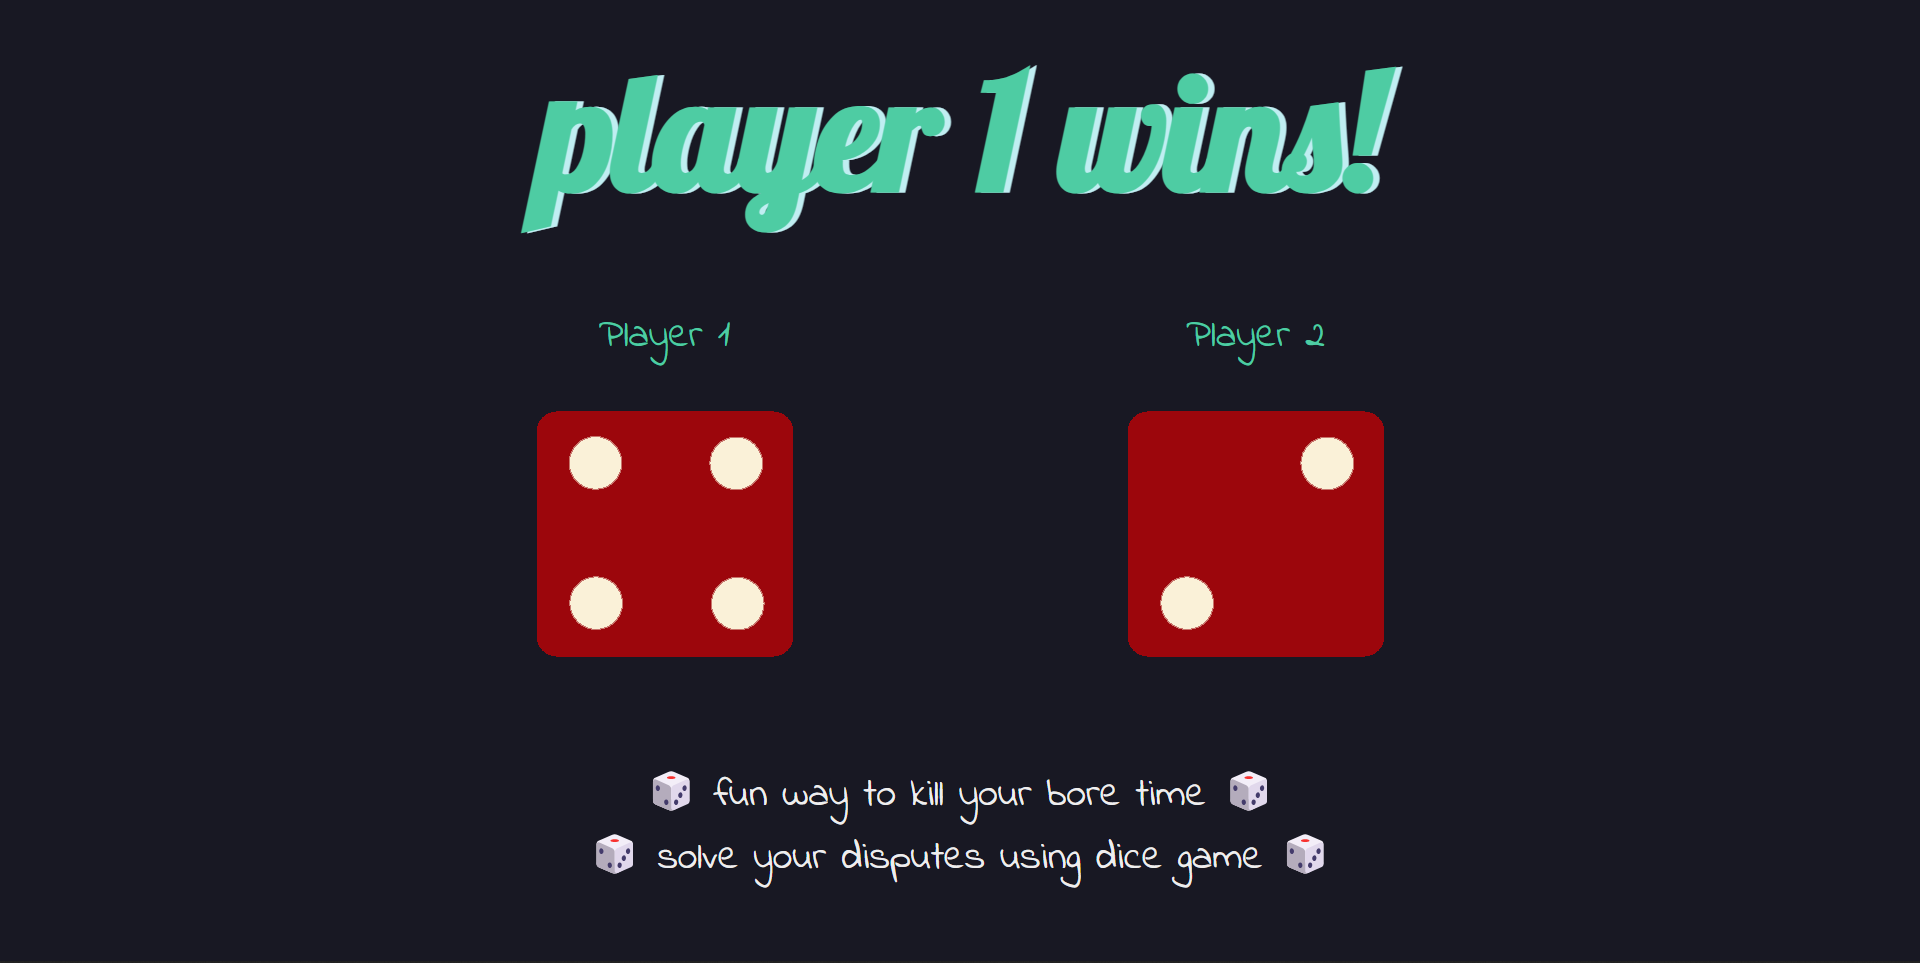 player 1 wins!
Player 1
Player 2
🎲 fun way to kill your bore time 🎲
🎲 solve your disputes using dice game 🎲